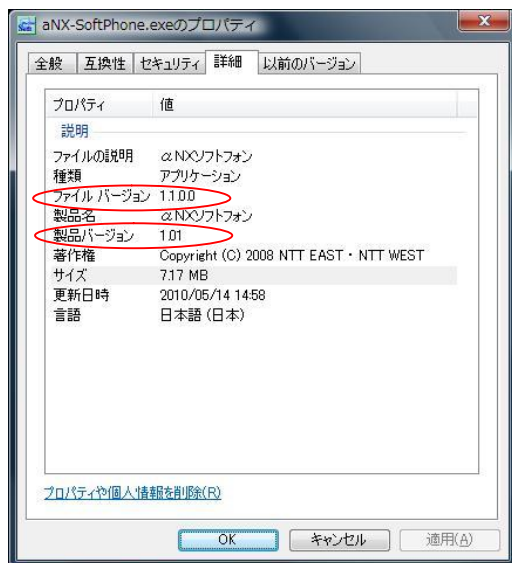 aNX-SoftPhone.exeのプロパティ
全般 互換性 セキュリティ 詳細 以前のバージョン
プロパティ 値
説明
ファイルの説明 αNXソフトフォン
種類 アプリケーション
ファイル バージョン 1.1.0.0
製品名 αNXソフトフォン
製品バージョン 1.01
著作権 Copyright (C) 2008 NTT EAST・NTT WEST
サイズ 7.17 MB
更新日時 2010/05/14 14:58
言語 日本語 (日本)
プロパティや個人情報を削除(R)
OK キャンセル 適用(A)